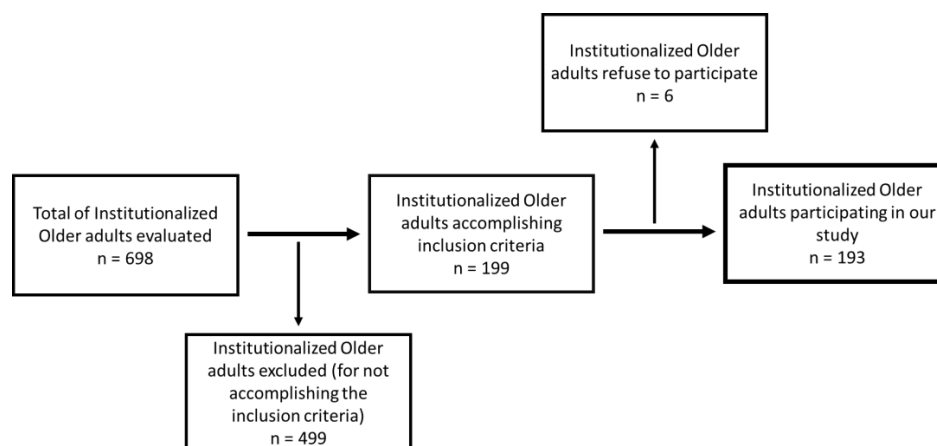 Institutionalized Older
adults refuse to participate
n = 6
Total of Institutionalized
Older adults evaluated
n = 698
Institutionalized Older
adults accomplishing
inclusion criteria
n = 199
Institutionalized Older
adults participating in our
study
n = 193
Institutionalized Older
adults excluded (for not
accomplishing the
inclusion criteria)
n = 499